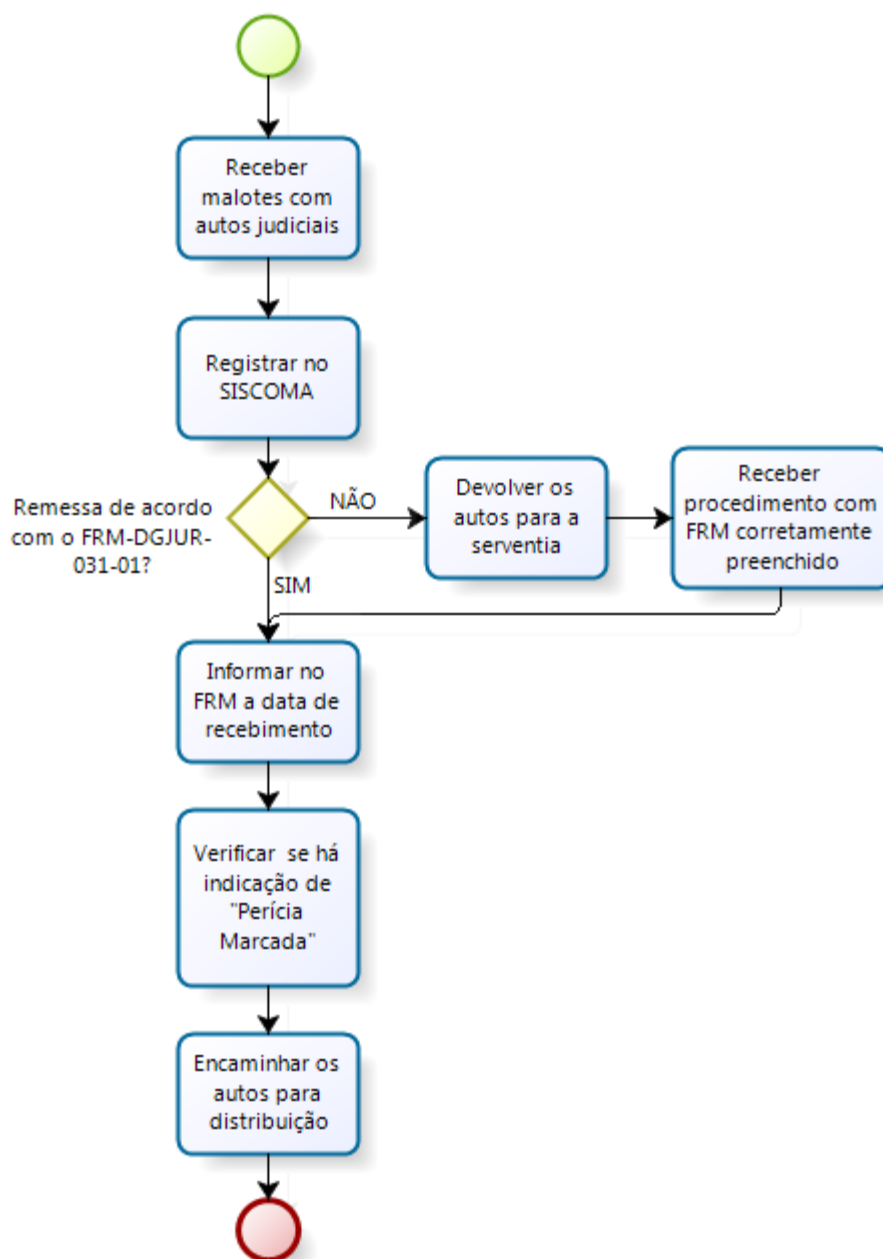 Receber
malotes com
autos judiciais
Registrar no
SISCOMA
Remessa de acordo
com o FRM-DGJUR-
031-01?
NÃO
Devolver os
autos para a
serventia
Receber
procedimento com
FRM corretamente
preenchido
SIM
Informar no
FRM a data de
recebimento
Verificar se há
indicação de
"Perícia
Marcada"
Encaminhar os
autos para
distribuição